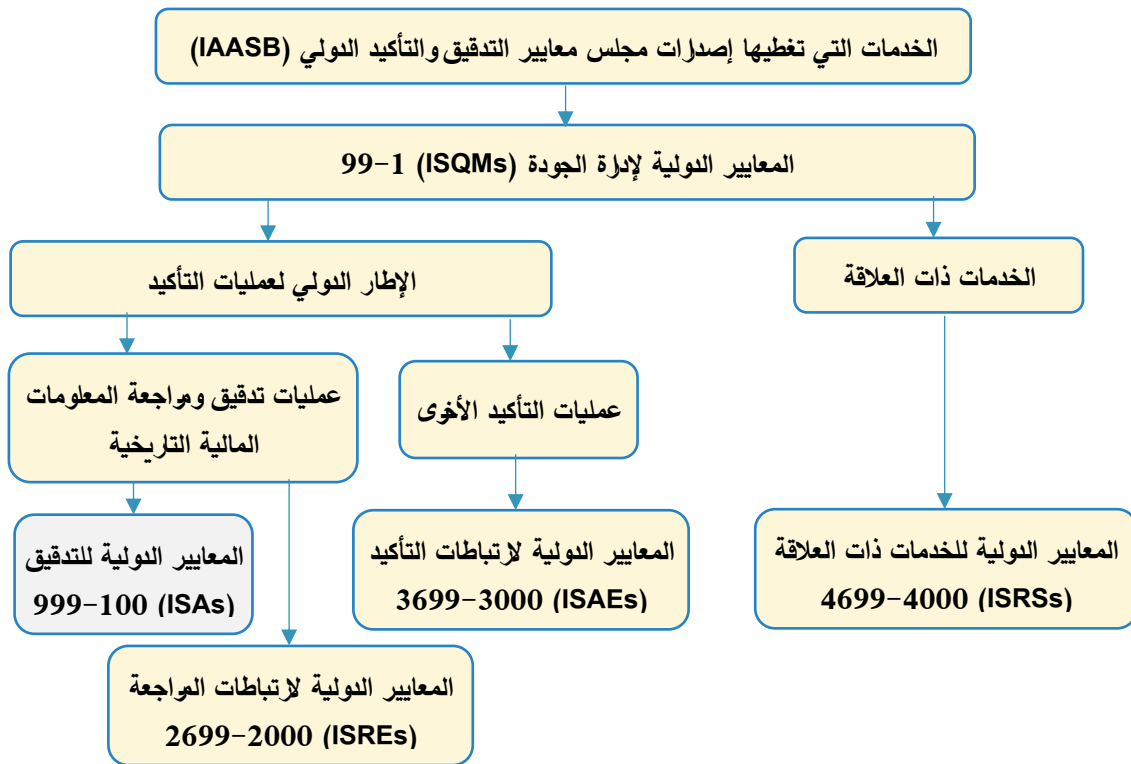 الخدمات التي تغطيها إصدارات مجلس معايير التدقيق والتأكيد الدولي (IAASB)
المعايير الدولية لإدارة الجودة (ISQMs) 1-99
الخدمات ذات العلاقة
الإطار الدولي لعمليات التأكيد
عمليات التأكيد الأخرى
عمليات تدقيق ومراجعة المعلومات
المالية التاريخية
المعايير الدولية للخدمات ذات العلاقة
(ISRSs) 4000-4699
المعايير الدولية لارتباطات التأكيد
(ISAEs) 3000-3699
المعايير الدولية للتدقيق
(ISAs) 100-999
المعايير الدولية لارتباطات المراجعة
(ISREs) 2000-2699